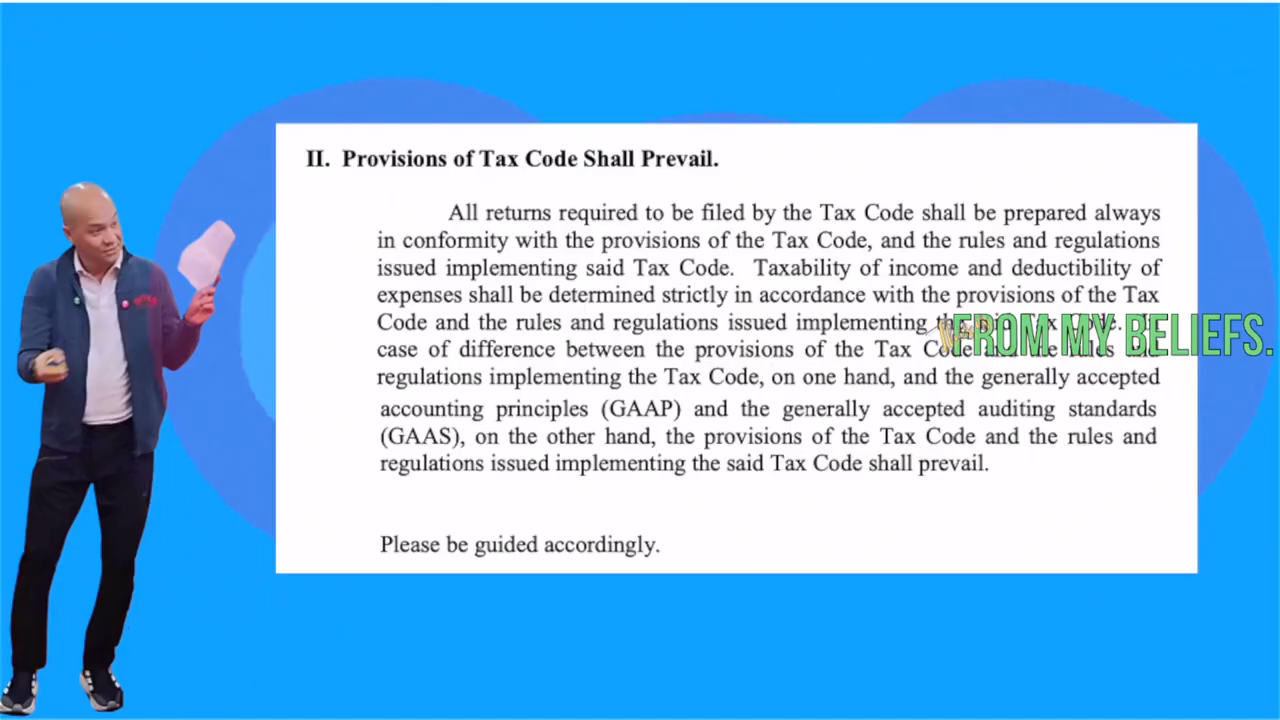 II. Provisions of Tax Code Shall Prevail.
All returns required to be filed by the Tax Code shall be prepared always
in conformity with the provisions of the Tax Code, and the rules and regulations
issued implementing said Tax Code. Taxability of income and deductibility of
expenses shall be determined strictly in accordance with the provisions of the Tax
Code and the rules and regulations issued implementing
FROM MY BELIEFS.
case of difference between the provisions of the Tax Code and the rules
regulations implementing the Tax Code, on one hand, and the generally accepted
accounting principles (GAAP) and the generally accepted auditing standards
(GAAS), on the other hand, the provisions of the Tax Code and the rules and
regulations issued implementing the said Tax Code shall prevail.
Please be guided accordingly.